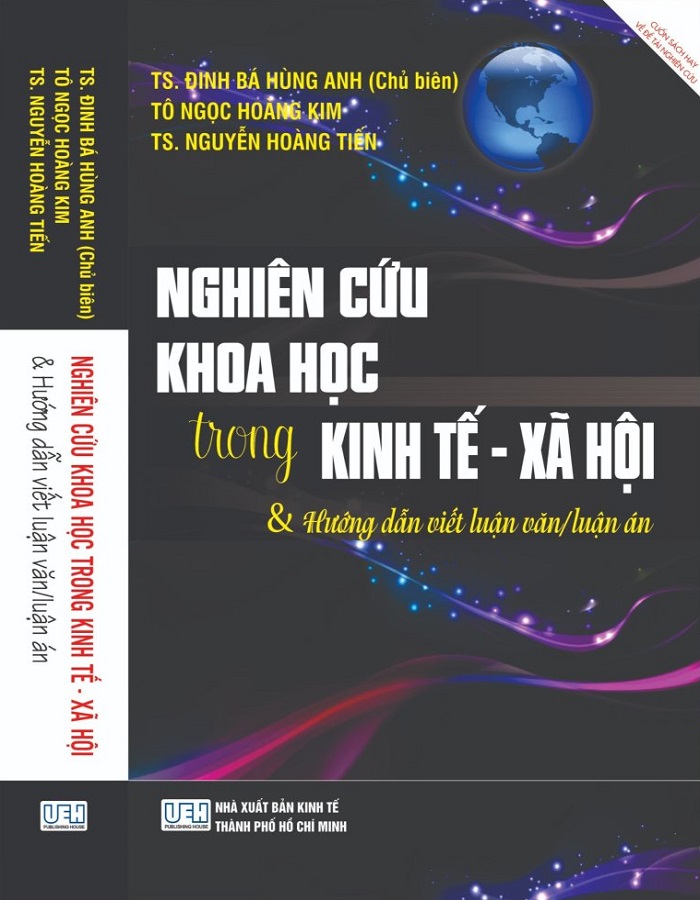 CUỐN SÁCH HAY
VỀ ĐỀ TÀI NGHIÊN CỨU
TS. ĐINH BÁ HÙNG ANH (Chủ biên)
TÔ NGỌC HOÀNG KIM
TS. NGUYỄN HOÀNG TIẾN
NGHIÊN CỨU
KHOA HỌC
trong KINH TẾ - XÃ HỘI
& Hướng dẫn viết luận văn/luận án
UEH
PUBLISHING HOUSE
NHÀ XUẤT BẢN KINH TẾ
THÀNH PHỐ HỒ CHÍ MINH
TS. ĐINH BÁ HÙNG ANH (Chủ biên)
TÔ NGỌC HOÀNG KIM
TS. NGUYỄN HOÀNG TIẾN
NGHIÊN CỨU KHOA HỌC TRONG KINH TẾ - XÃ HỘI
& Hướng dẫn viết luận văn/luận án
UEH
PUBLISHING HOUSE